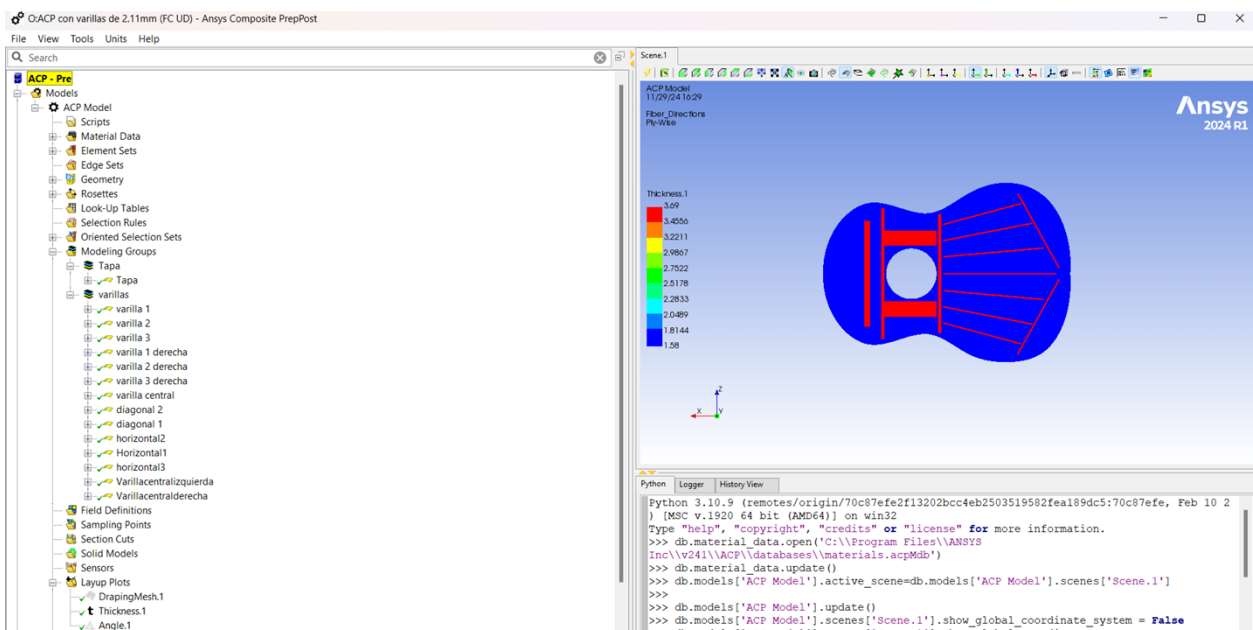 O:ACP con varillas de 2.11mm (FC UD) - Ansys Composite PrepPost
File View Tools Units Help
Search
ACP - Pre
Models
ACP Model
Scripts
Material Data
Element Sets
Edge Sets
Geometry
Rosettes
Look-Up Tables
Selection Rules
Oriented Selection Sets
Modeling Groups
Tapa
Tapa
varillas
varilla 1
varilla 2
varilla 3
varilla 1 derecha
varilla 2 derecha
varilla 3 derecha
varilla central
diagonal 2
diagonal 1
horizontal2
Horizontal1
horizontal3
Varillacentralizquierda
Varillacentralderecha
Field Definitions
Sampling Points
Section Cuts
Solid Models
Sensors
Layup Plots
DrapingMesh.1
t Thickness.1
Angle.1
Scene.1
ACP Model
11/29/24 16:29
Fiber_Directions
Ply-Wise
Ansys
2024 R1
Thickness.1
3.69
3.4556
3.2211
2.9867
2.7522
2.5178
2.2833
2.0489
1.8144
1.58
Z
X
Y
Python Logger History View
Python 3.10.9 (remotes/origin/70c87efe2f13202bcc4eb2503519582fea189dc5:70c87efe, Feb 10 2
) [MSC v.1920 64 bit (AMD64)] on win32
Type "help", "copyright", "credits" or "license" for more information.
>>> db.material_data.open('C:\\Program Files\\ANSYS
Inc\\v241\\ACP\\databases\\materials.acpMdb')
>>> db.material_data.update()
>>> db.models['ACP Model'].active_scene=db.models['ACP Model'].scenes['Scene.1']
>>>
>>> db.models['ACP Model'].update()
>>> db.models['ACP Model'].scenes['Scene.1'].show_global_coordinate_system = False